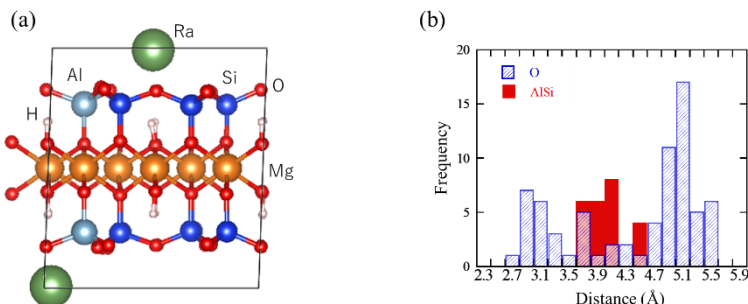 (a)
Ra
Al
Si
O
H
Mg
(b)
20
15
10
5
0
Frequency
O
AlSi
2.3 2.7 3.1 3.5 3.9 4.3 4.7 5.1 5.5 5.9
Distance (Å)